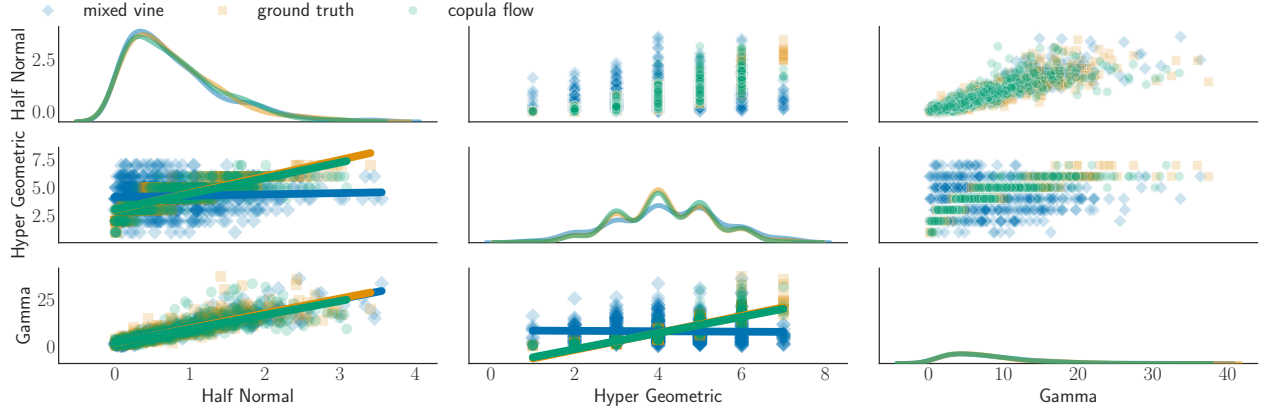 mixed vine ground truth copula flow
Half Normal
2.5
0.0
Hyper Geometric
7.5
5.0
2.5
Gamma
25
0
0 1 2 3 4
0 2 4 6 8
0 10 20 30 40
Half Normal
Hyper Geometric
Gamma